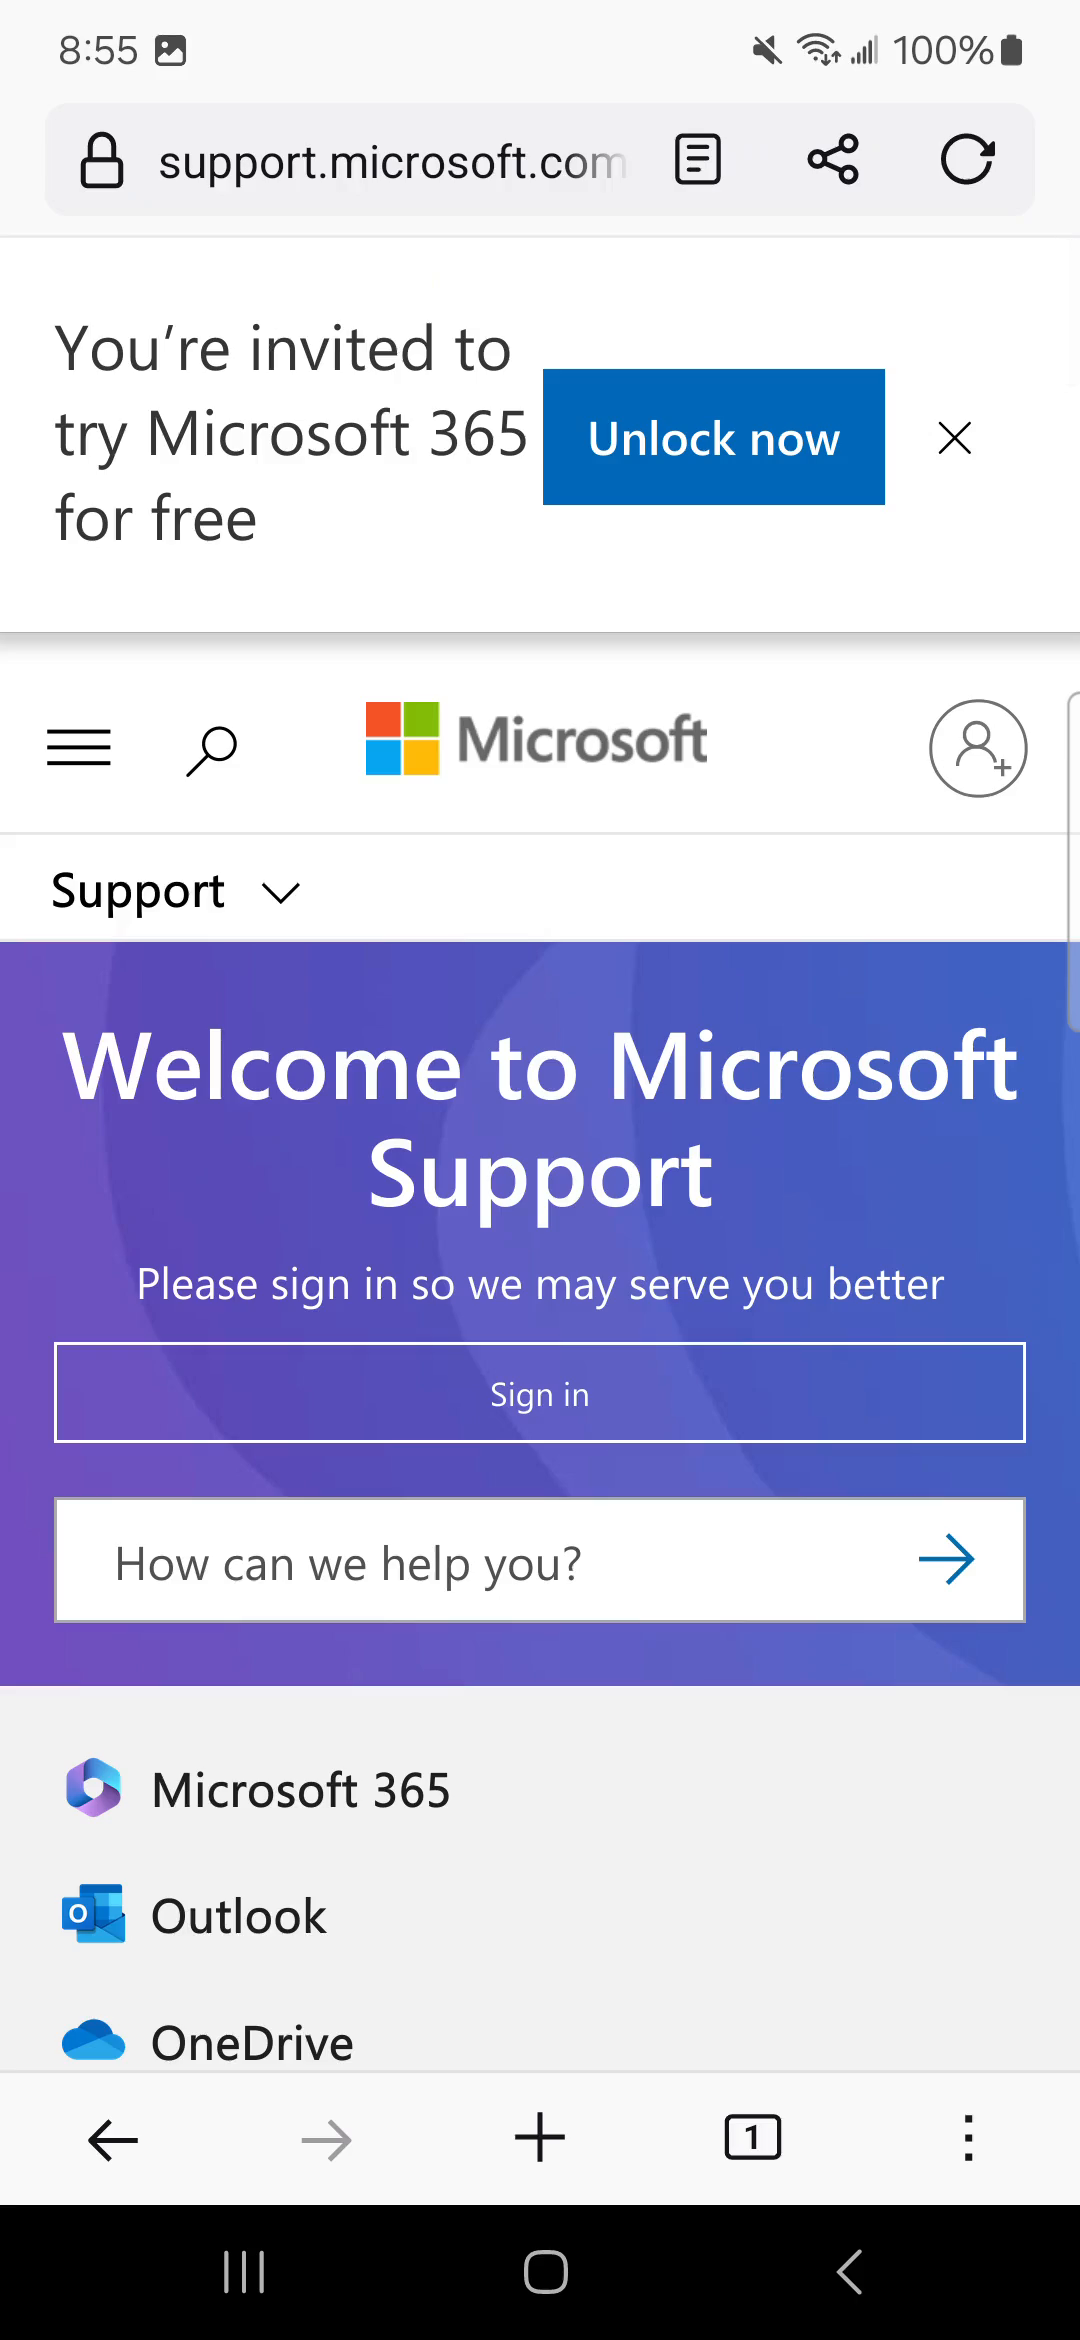 8:55 100%
support.microsoft.com
You’re invited to
try Microsoft 365
for free
Unlock now
Microsoft
Support
Welcome to Microsoft
Support
Please sign in so we may serve you better
Sign in
How can we help you?
Microsoft 365
Outlook
OneDrive
1